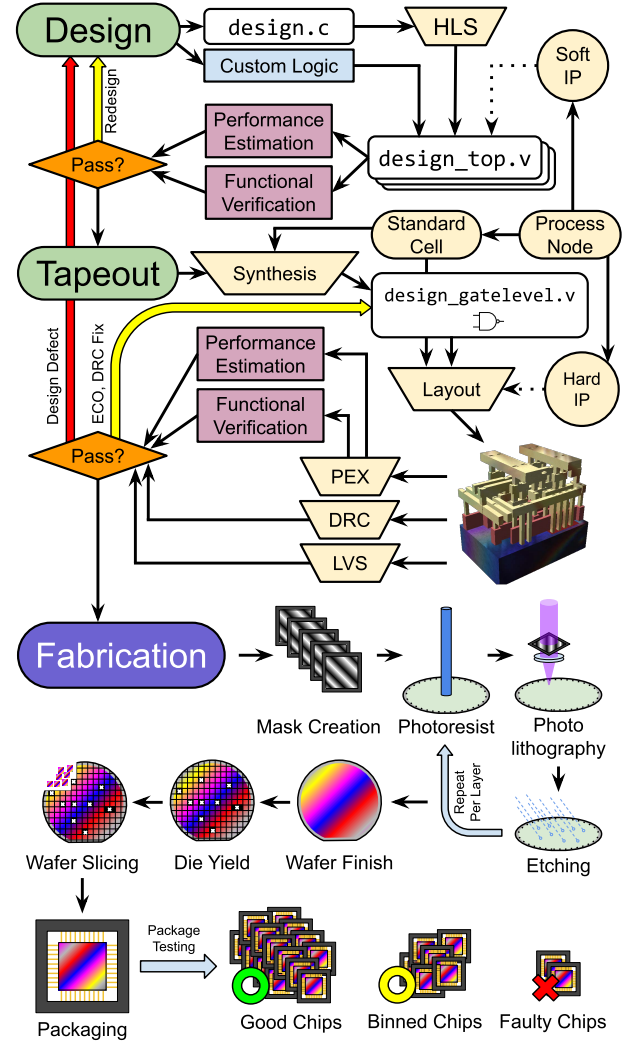 Design
design.c
HLS
Custom Logic
Soft
IP
Redesign
Performance
Estimation
Pass?
design_top.v
Functional
Verification
Standard
Cell
Process
Node
Tapeout
Synthesis
design_gatelevel.v
Design Defect
ECO, DRC Fix
Performance
Estimation
Layout
Hard
IP
Functional
Verification
Pass?
PEX
DRC
LVS
Fabrication
Mask Creation
Photoresist
Photo
lithography
Repeat
Per Layer
Wafer Slicing
Die Yield
Wafer Finish
Etching
Package
Testing
Packaging
Good Chips
Binned Chips
Faulty Chips